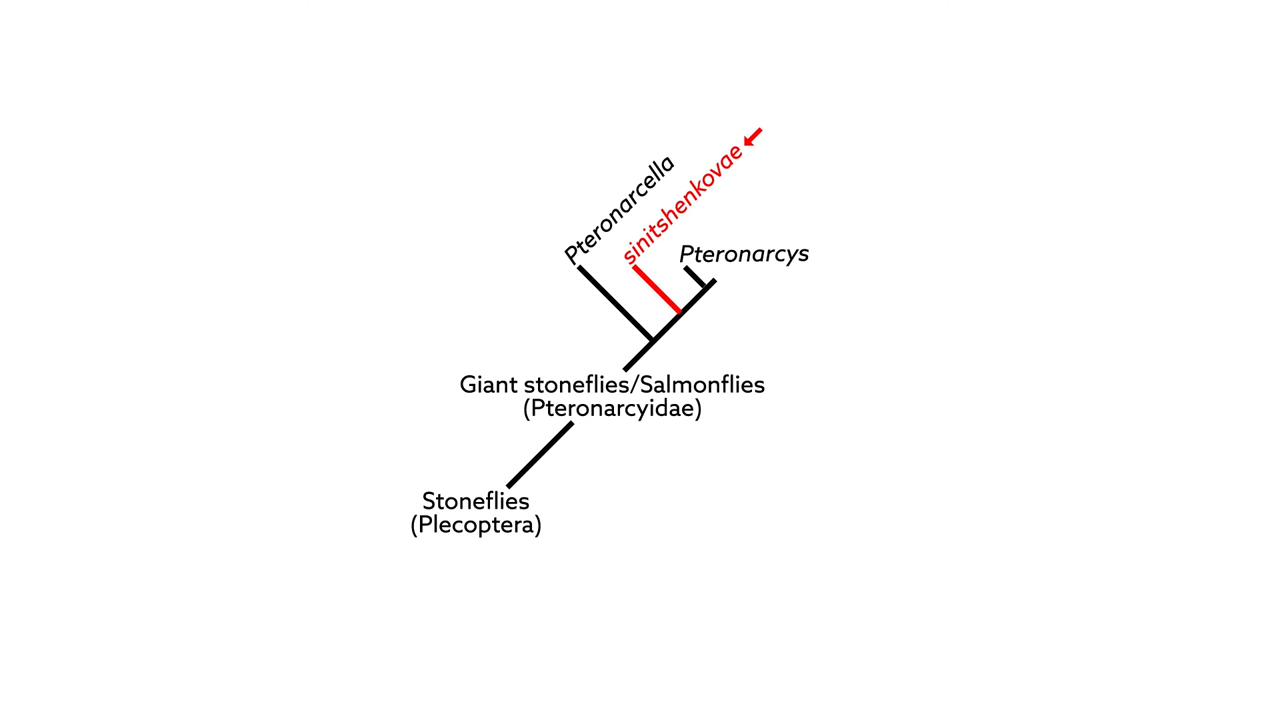 Pteronarcella
sinitshenkovae
Pteronarcys
Giant stoneflies/Salmonflies
(Pteronarcyidae)
Stoneflies
(Plecoptera)